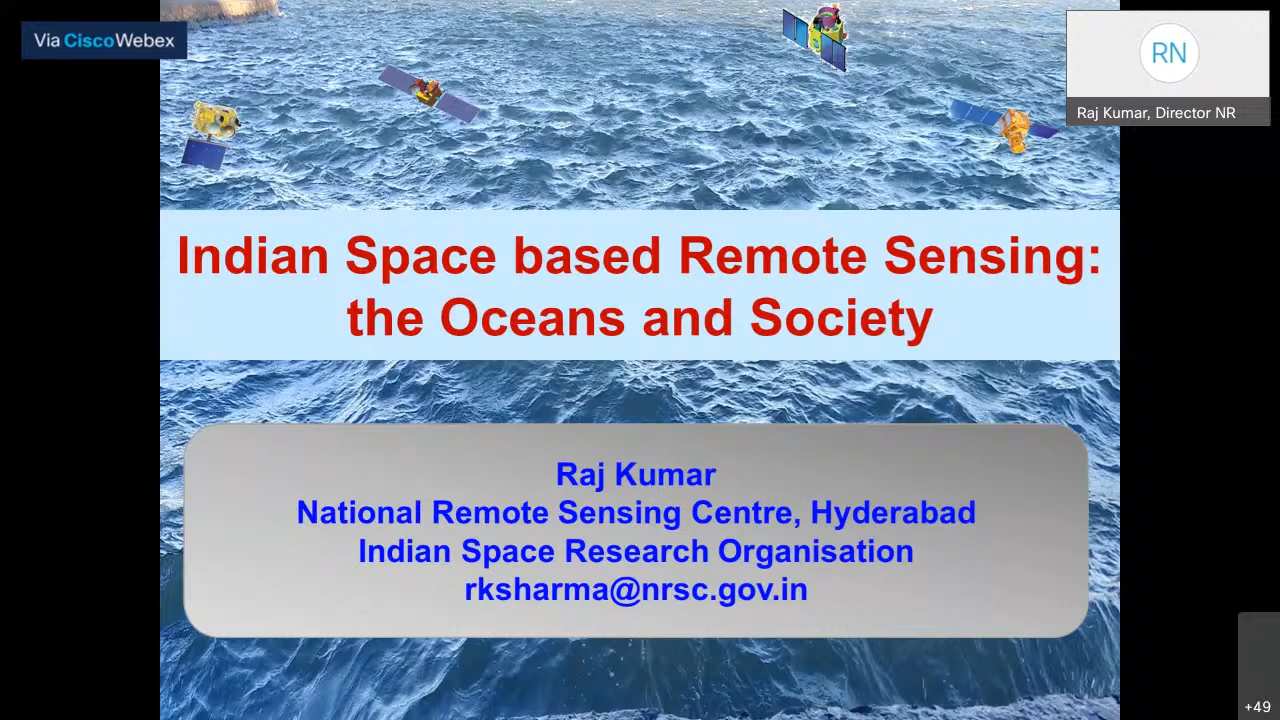 Via CiscoWebex
RN
Raj Kumar, Director NR
Indian Space based Remote Sensing:
the Oceans and Society
Raj Kumar
National Remote Sensing Centre, Hyderabad
Indian Space Research Organisation
rksharma@nrsc.gov.in
+49